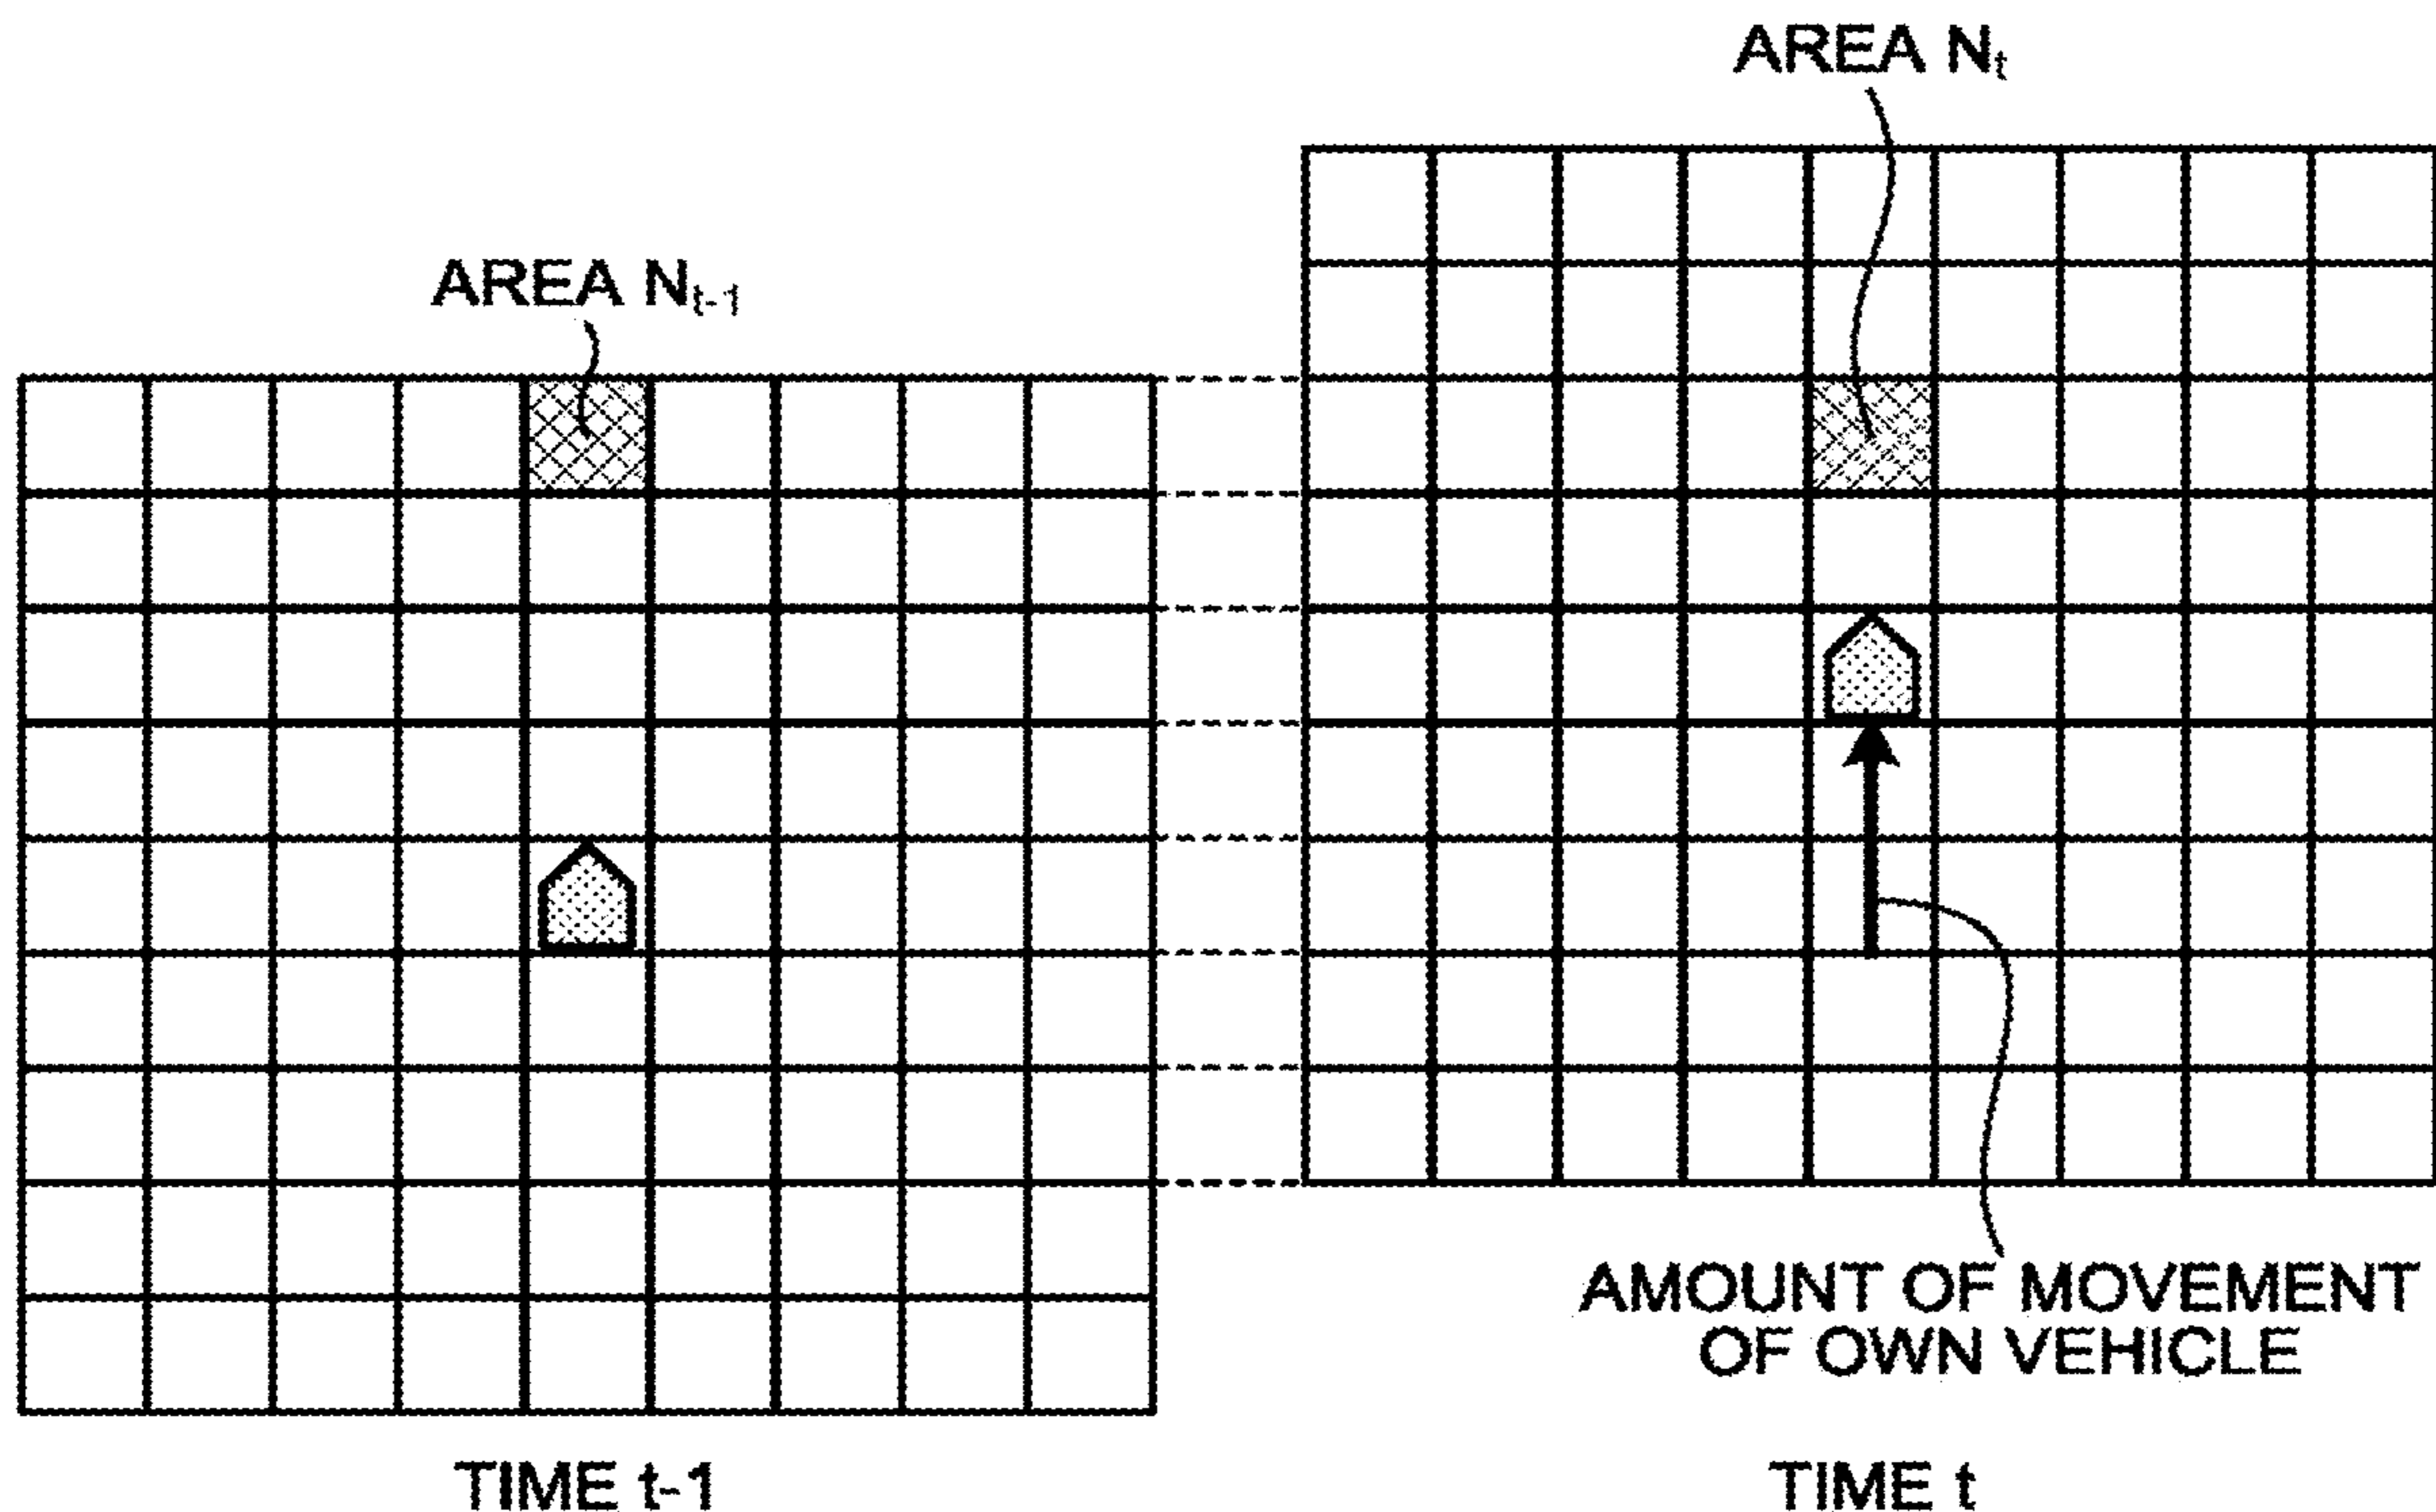 AREA Nₜ
AREA Nₜ₋₁
AMOUNT OF MOVEMENT
OF OWN VEHICLE
TIME t-1
TIME t